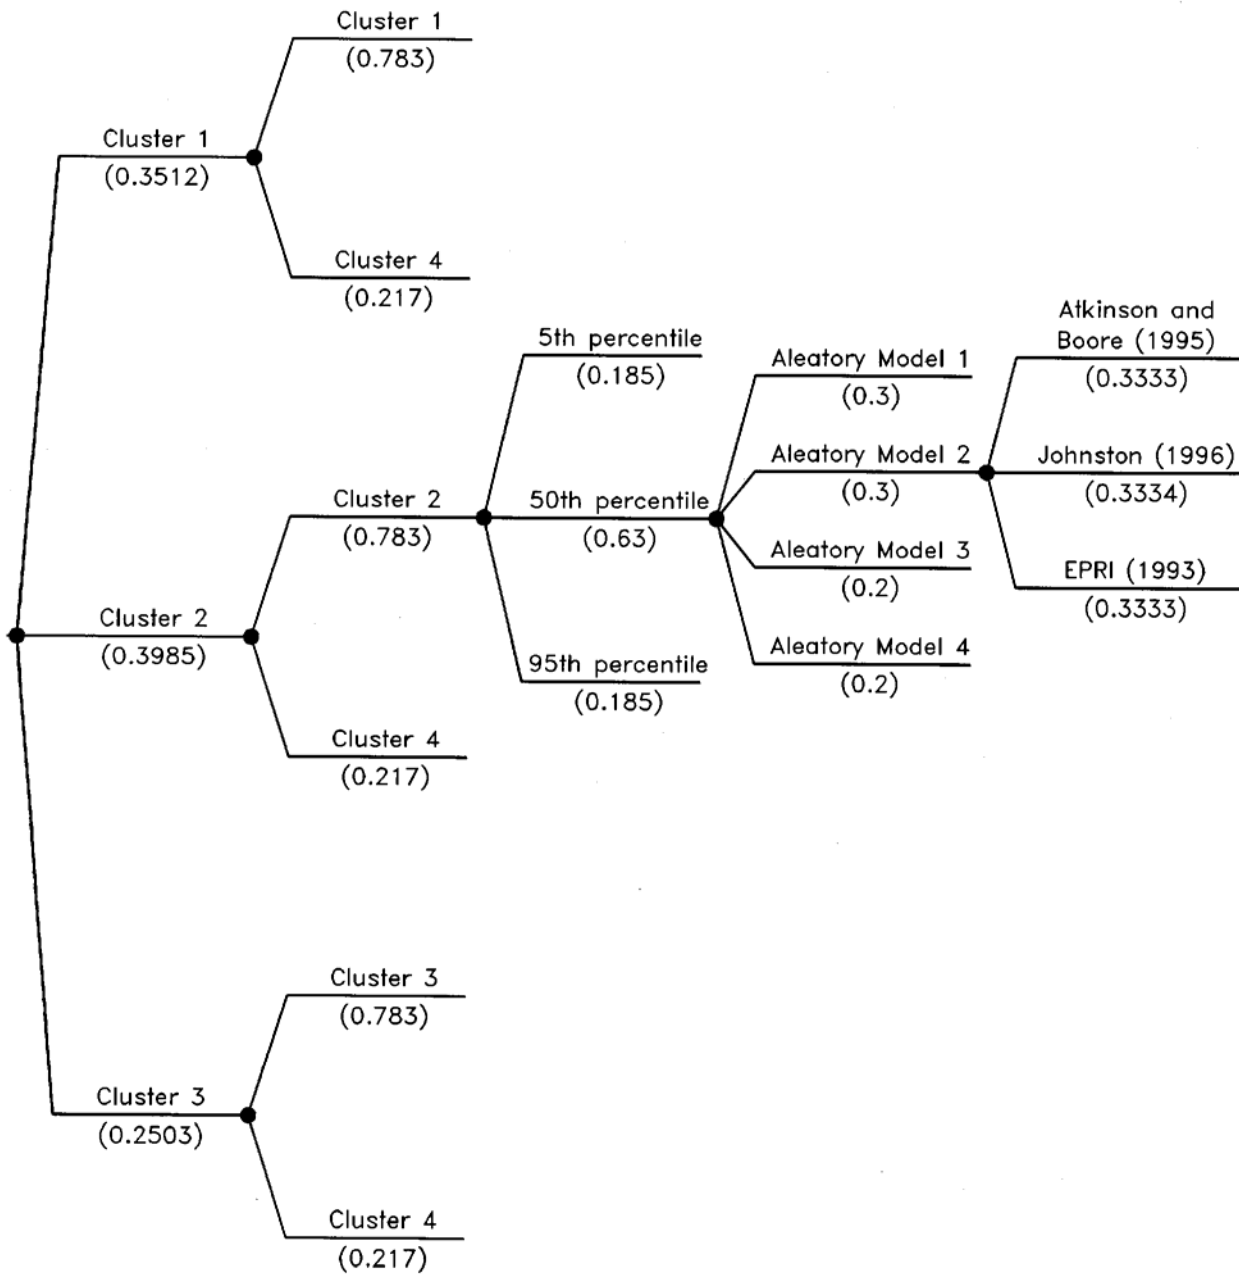 Cluster 1
(0.783)
Cluster 1
(0.3512)
Cluster 4
(0.217)
5th percentile
(0.185)
Aleatory Model 1
(0.3)
Atkinson and
Boore (1995)
(0.3333)
Cluster 2
(0.783)
50th percentile
(0.63)
Aleatory Model 2
(0.3)
Johnston (1996)
(0.3334)
Aleatory Model 3
(0.2)
EPRI (1993)
(0.3333)
Cluster 2
(0.3985)
95th percentile
(0.185)
Aleatory Model 4
(0.2)
Cluster 4
(0.217)
Cluster 3
(0.783)
Cluster 3
(0.2503)
Cluster 4
(0.217)